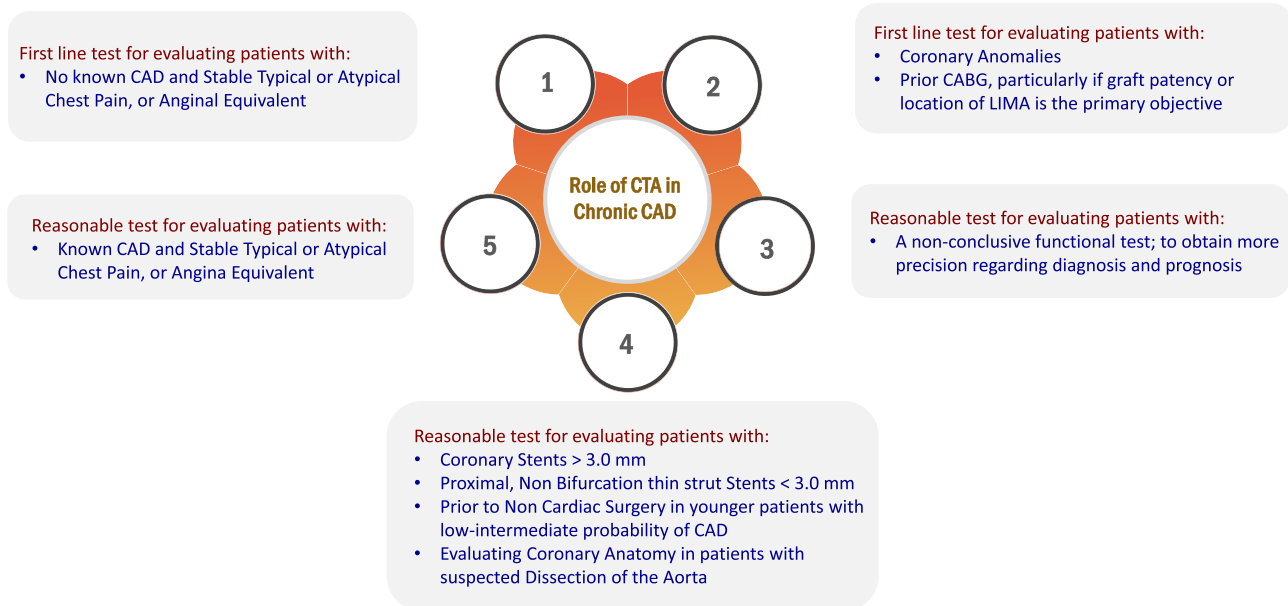 First line test for evaluating patients with:
• No known CAD and Stable Typical or Atypical
Chest Pain, or Anginal Equivalent
1
2
First line test for evaluating patients with:
• Coronary Anomalies
• Prior CABG, particularly if graft patency or
location of LIMA is the primary objective
Role of CTA in
Chronic CAD
Reasonable test for evaluating patients with:
• Known CAD and Stable Typical or Atypical
Chest Pain, or Angina Equivalent
5
3
Reasonable test for evaluating patients with:
• A non-conclusive functional test; to obtain more
precision regarding diagnosis and prognosis
4
Reasonable test for evaluating patients with:
• Coronary Stents > 3.0 mm
• Proximal, Non Bifurcation thin strut Stents < 3.0 mm
• Prior to Non Cardiac Surgery in younger patients with
low-intermediate probability of CAD
• Evaluating Coronary Anatomy in patients with
suspected Dissection of the Aorta